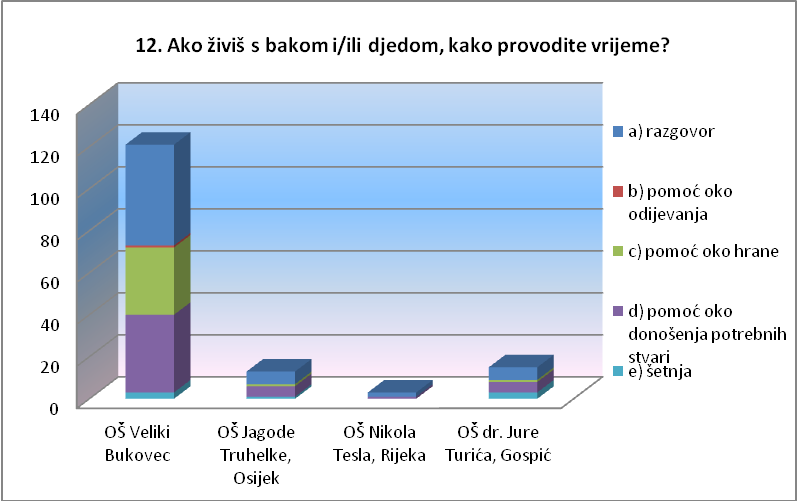 12. Ako živiš s bakom i/ili djedom, kako provodite vrijeme?
140
120
100
80
60
40
20
0
OŠ Veliki
Bukovec
OŠ Jagode
Truhelke,
Osijek
OŠ Nikola
Tesla, Rijeka
OŠ dr. Jure
Turića, Gospić
a) razgovor
b) pomoć oko
odijevanja
c) pomoć oko hrane
d) pomoć oko
donošenja potrebnih
stvari
e) šetnja